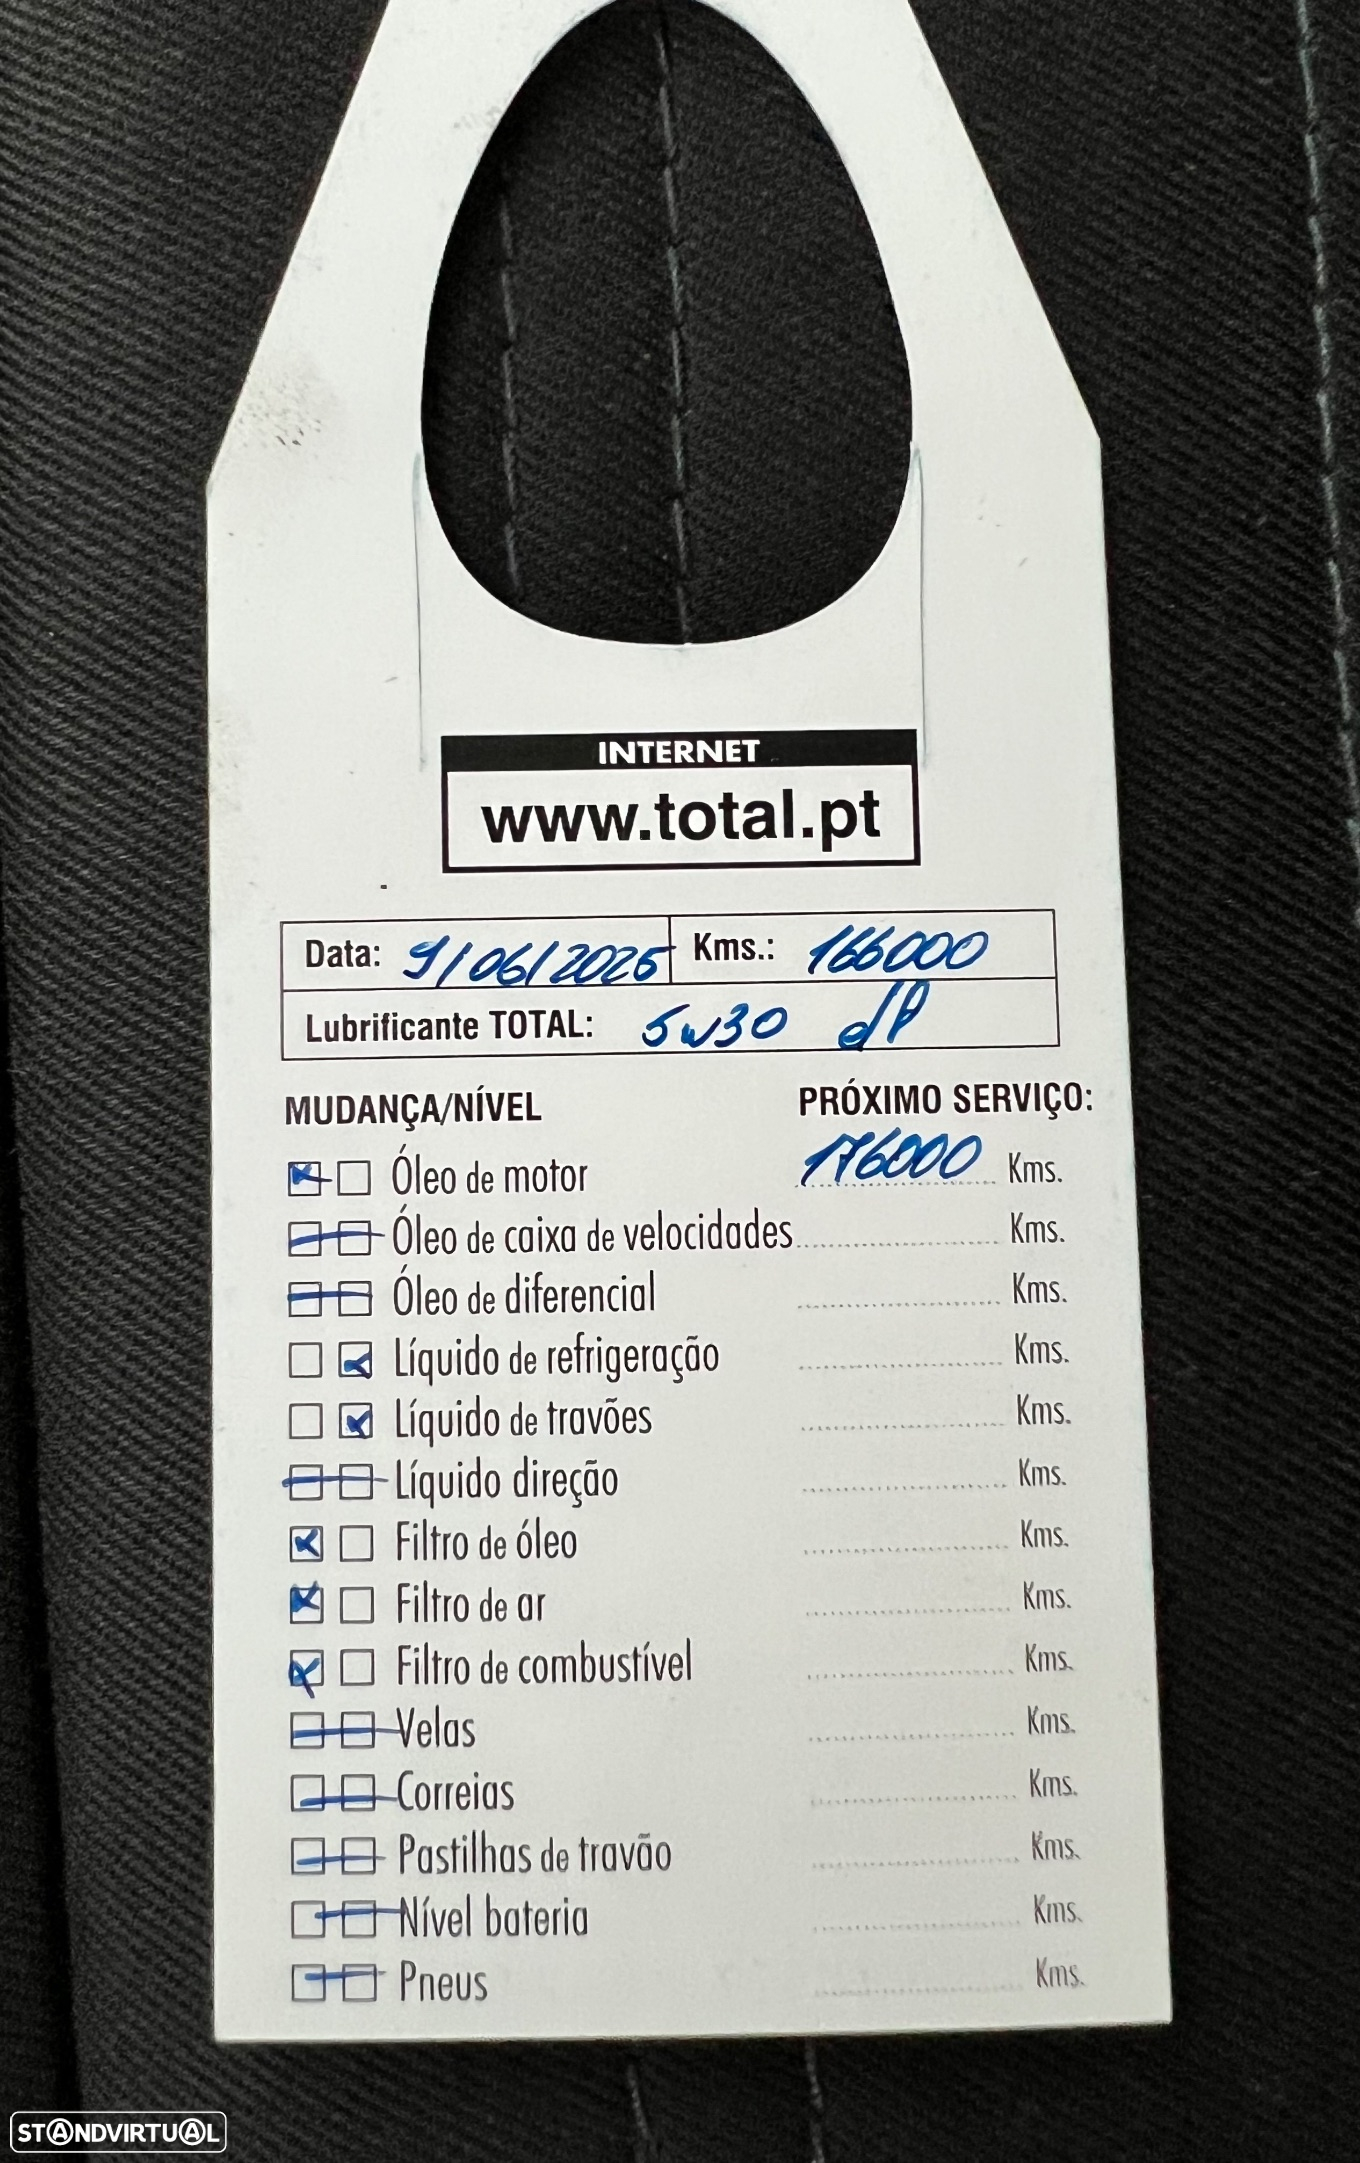 INTERNET
www.total.pt
Data: 9/06/2025 Kms.: 166000
Lubrificante TOTAL: 5w30 dP
MUDANÇA/NÍVEL PRÓXIMO SERVIÇO:
Óleo de motor 176000 Kms.
Óleo de caixa de velocidades Kms.
Óleo de diferencial Kms.
Líquido de refrigeração Kms.
Líquido de travões Kms.
Líquido direção Kms.
Filtro de óleo Kms.
Filtro de ar Kms.
Filtro de combustível Kms.
Velas Kms.
Correias Kms.
Pastilhas de travão Kms.
Nível bateria Kms.
Pneus Kms.
STANDVIRTUAL